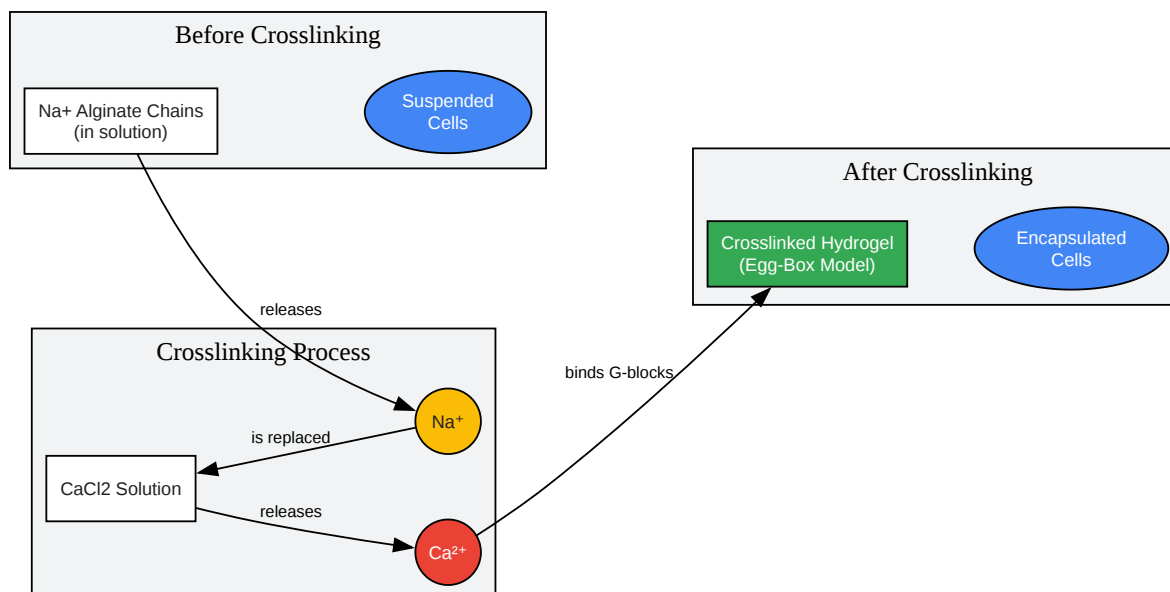 Before Crosslinking
Na+ Alginate Chains
(in solution)
Suspended
Cells
After Crosslinking
Crosslinked Hydrogel
(Egg-Box Model)
Encapsulated
Cells
releases
Crosslinking Process
binds G-blocks
Na⁺
is replaced
CaCl2 Solution
releases
Ca²⁺